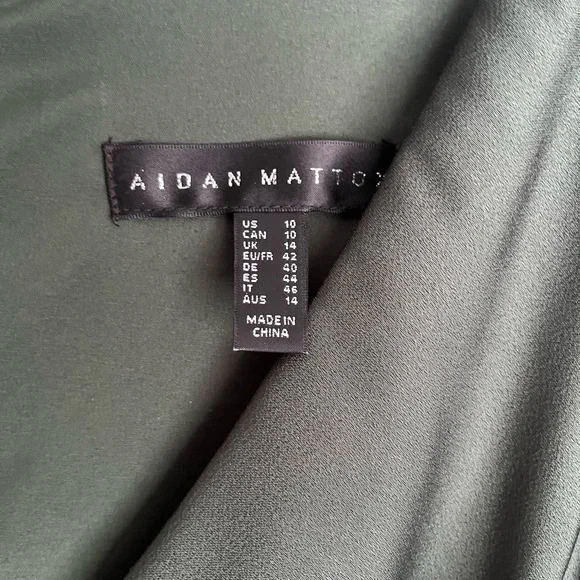 AIDAN MATTOX
US 10
CAN 10
UK 14
EU/FR 42
DE 40
ES 44
IT 46
AUS 14
MADE IN
CHINA